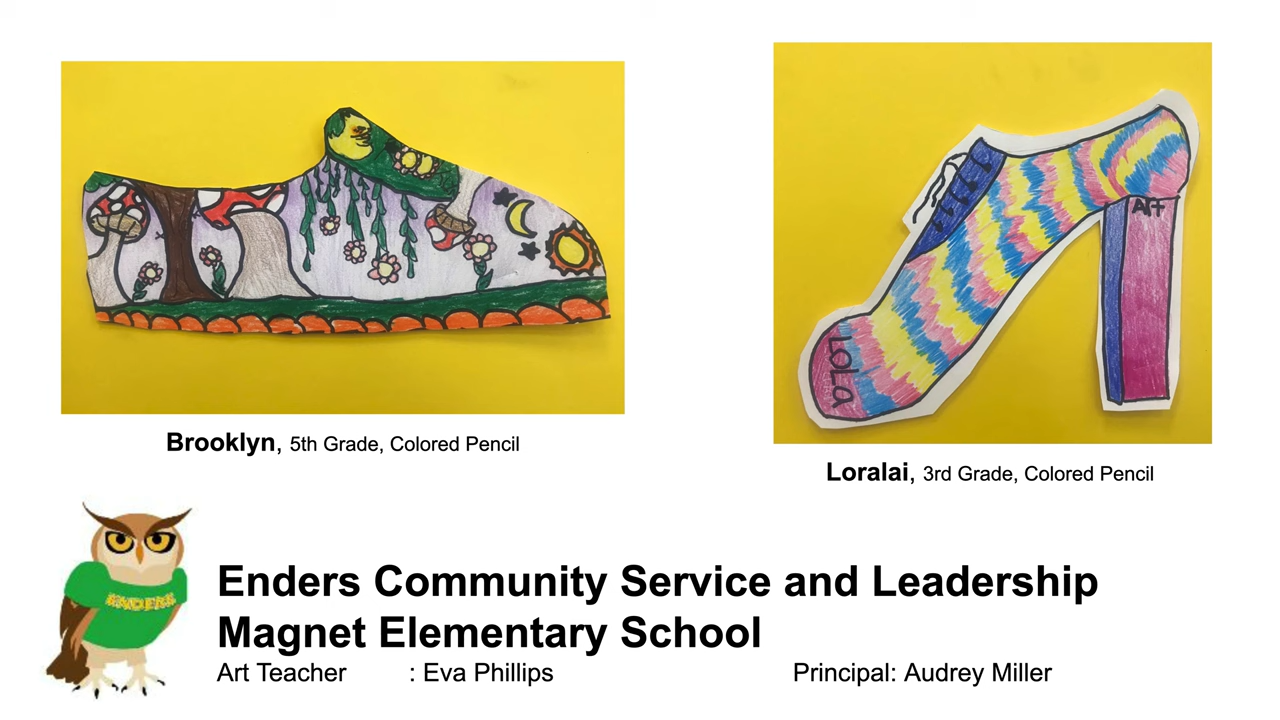 LOLA
Art
Brooklyn, 5th Grade, Colored Pencil
Loralai, 3rd Grade, Colored Pencil
ENDERS
Enders Community Service and Leadership
Magnet Elementary School
Art Teacher : Eva Phillips Principal: Audrey Miller